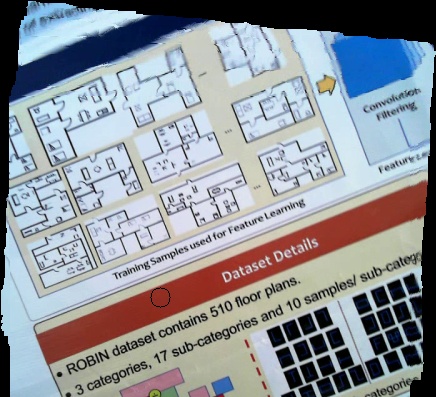 Convolution
Filtering
Feature
Training Samples used for Feature Learning
Dataset Details
• ROBIN dataset contains 510 floor plans.
• 3 categories, 17 sub-categories and 10 samples/ sub-categ
categories